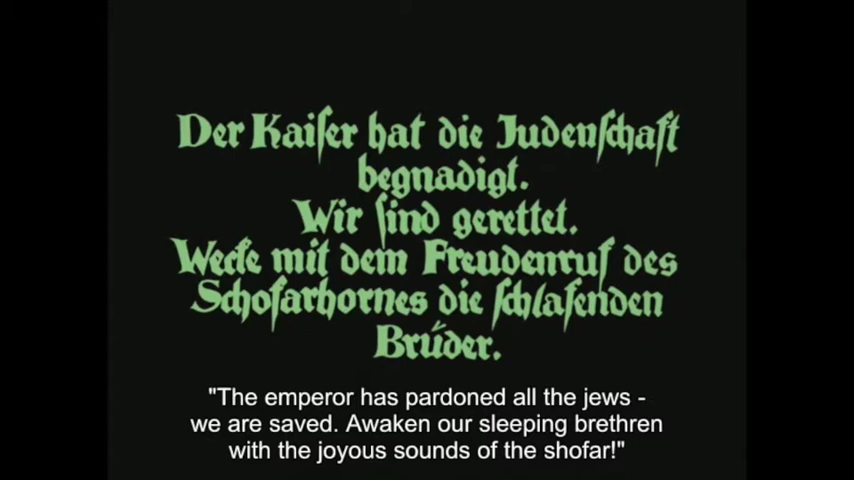 Der Kaiser hat die Judenschaft
begnadigt.
Wir sind gerettet.
Wecke mit dem Freudenruf des
Schofarhornes die schlafenden
Brüder.
"The emperor has pardoned all the jews -
we are saved. Awaken our sleeping brethren
with the joyous sounds of the shofar!"